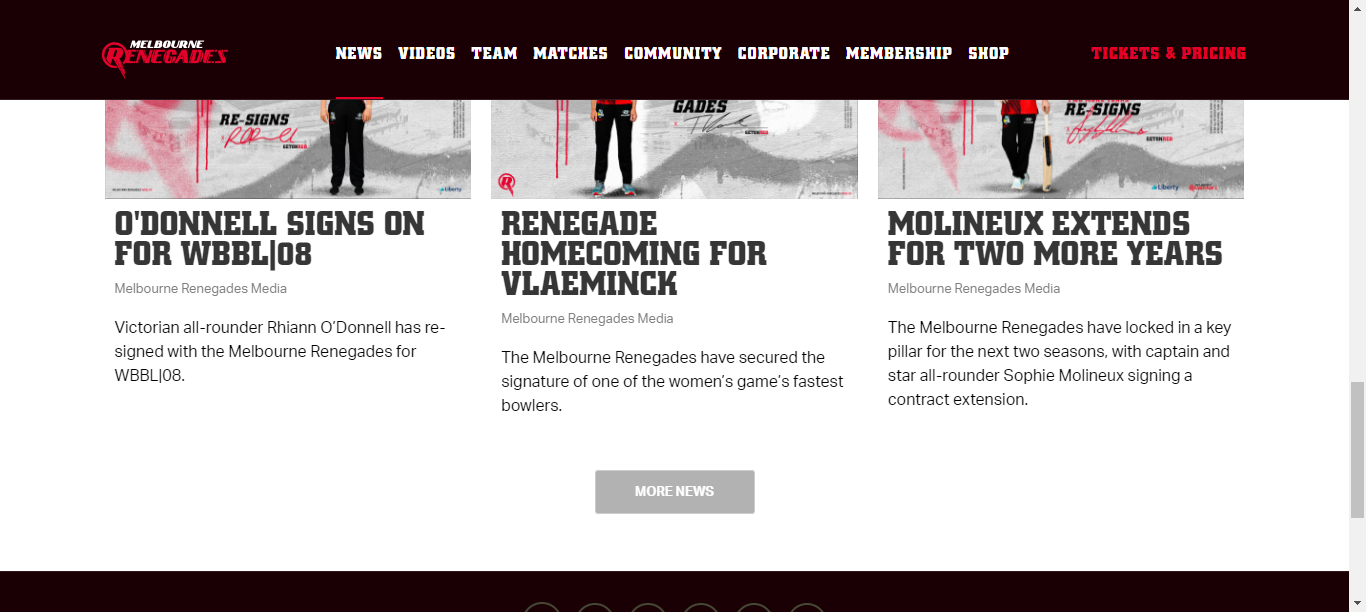 MELBOURNE
RENEGADES
NEWS VIDEOS TEAM MATCHES COMMUNITY CORPORATE MEMBERSHIP SHOP
TICKETS & PRICING
RE-SIGNS
GETONRED
Liberty
O'DONNELL SIGNS ON
FOR WBBL|08
Melbourne Renegades Media
Victorian all-rounder Rhiann O’Donnell has re-
signed with the Melbourne Renegades for
WBBL|08.
GADES
GETONRED
RENEGADE
HOMECOMING FOR
VLAEMINCK
Melbourne Renegades Media
The Melbourne Renegades have secured the
signature of one of the women’s game’s fastest
bowlers.
RE-SIGNS
GETONRED
Liberty
MOLINEUX EXTENDS
FOR TWO MORE YEARS
Melbourne Renegades Media
The Melbourne Renegades have locked in a key
pillar for the next two seasons, with captain and
star all-rounder Sophie Molineux signing a
contract extension.
MORE NEWS